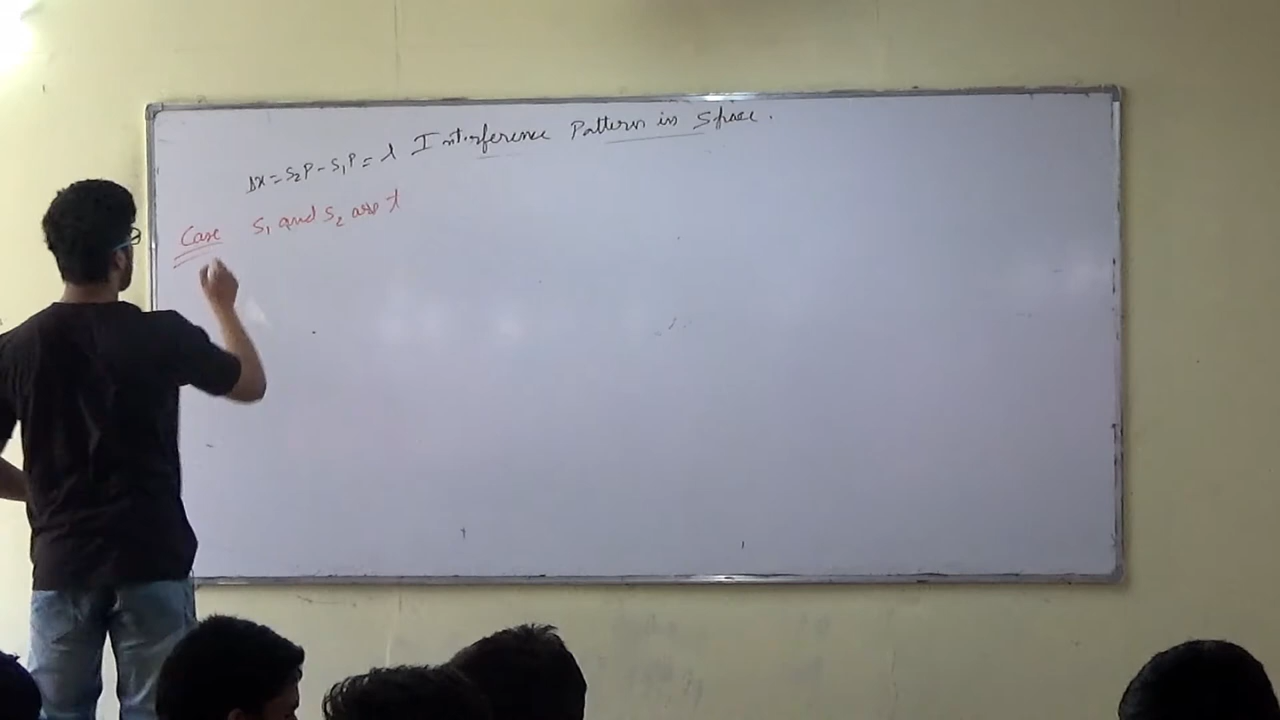 Interference Pattern in Space.
Δx = S₂P - S₁P = λ
Case S₁ and S₂ are